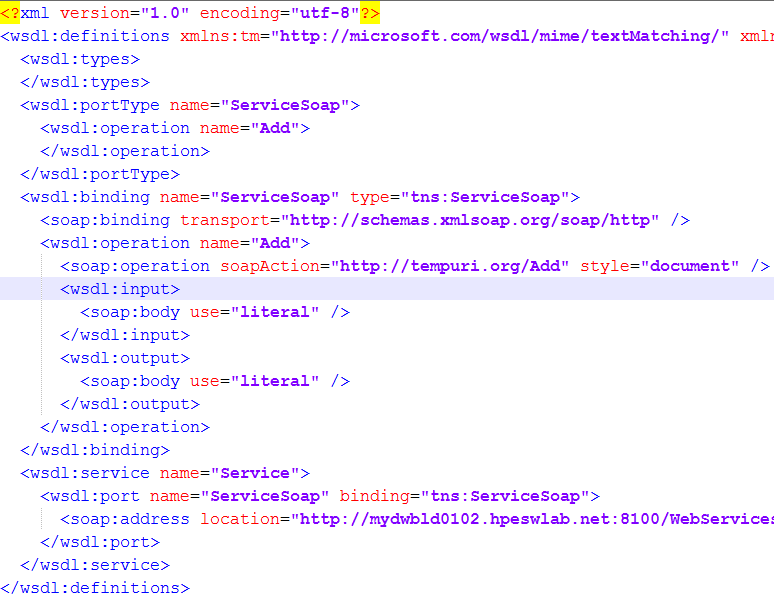 <?xml version="1.0" encoding="utf-8"?>
<wsdl:definitions xmlns:tm="http://microsoft.com/wsdl/mime/textMatching/"
  <wsdl:types>
  </wsdl:types>
  <wsdl:portType name="ServiceSoap">
    <wsdl:operation name="Add">
    </wsdl:operation>
  </wsdl:portType>
  <wsdl:binding name="ServiceSoap" type="tns:ServiceSoap">
    <soap:binding transport="http://schemas.xmlsoap.org/soap/http" />
    <wsdl:operation name="Add">
      <soap:operation soapAction="http://tempuri.org/Add" style="document" />
      <wsdl:input>
        <soap:body use="literal" />
      </wsdl:input>
      <wsdl:output>
        <soap:body use="literal" />
      </wsdl:output>
    </wsdl:operation>
  </wsdl:binding>
  <wsdl:service name="Service">
    <wsdl:port name="ServiceSoap" binding="tns:ServiceSoap">
      <soap:address location="http://mydwbld0102.hpeswlab.net:8100/WebServices
    </wsdl:port>
  </wsdl:service>
</wsdl:definitions>